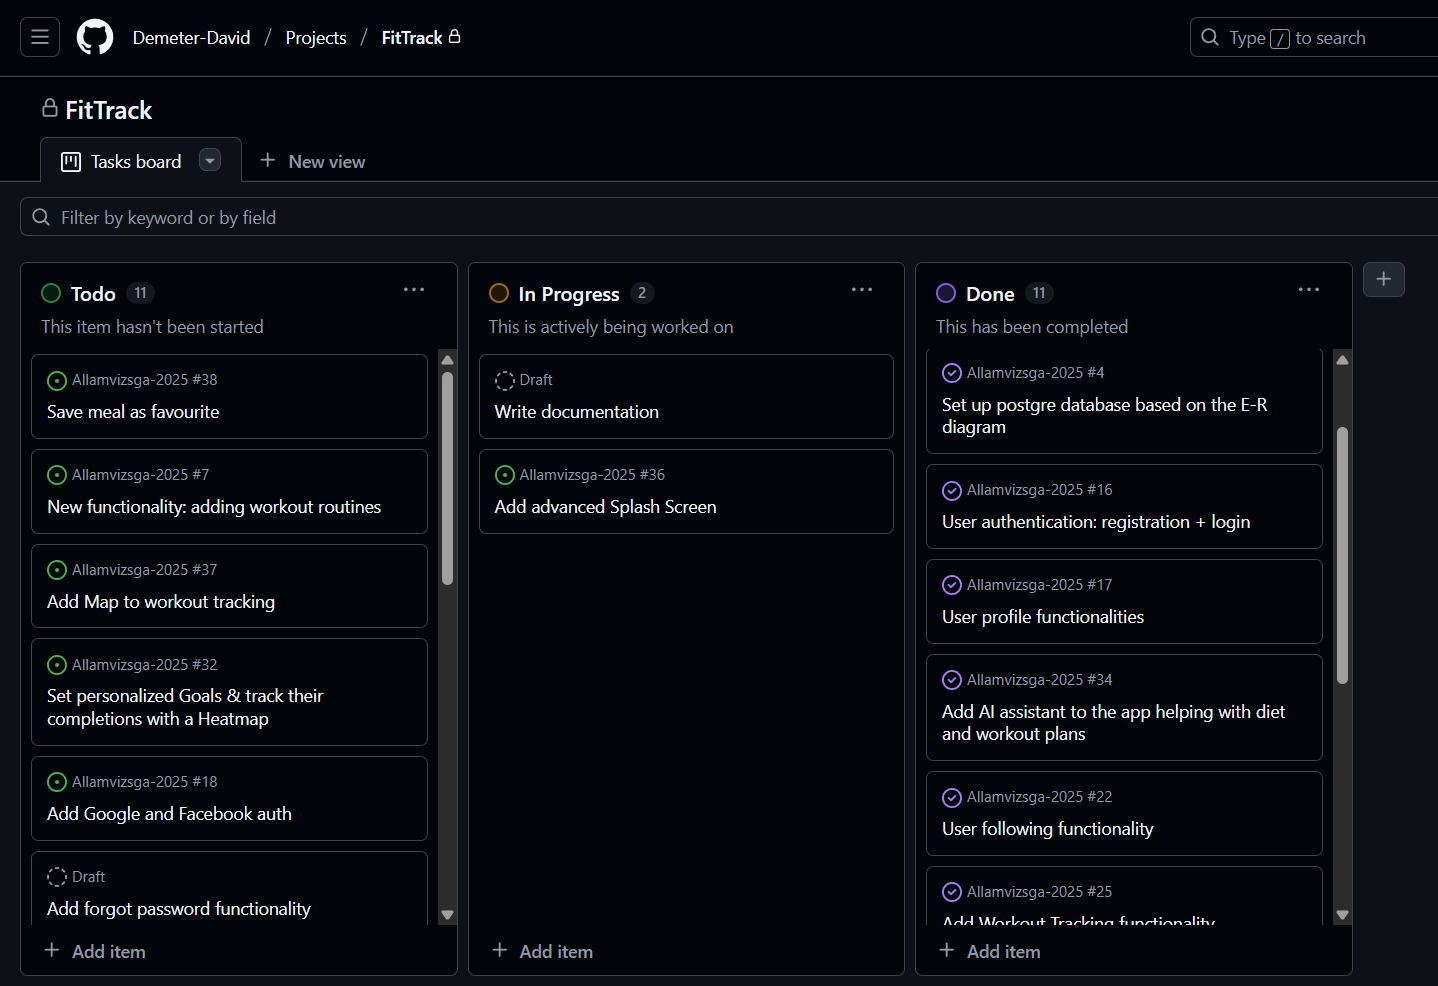 Demeter-David / Projects / FitTrack
Type / to search
FitTrack
Tasks board
New view
Filter by keyword or by field
Todo 11
This item hasn't been started
Allamvizsga-2025 #38
Save meal as favourite
Allamvizsga-2025 #7
New functionality: adding workout routines
Allamvizsga-2025 #37
Add Map to workout tracking
Allamvizsga-2025 #32
Set personalized Goals & track their
completions with a Heatmap
Allamvizsga-2025 #18
Add Google and Facebook auth
Draft
Add forgot password functionality
Add item
In Progress 2
This is actively being worked on
Draft
Write documentation
Allamvizsga-2025 #36
Add advanced Splash Screen
Add item
Done 11
This has been completed
Allamvizsga-2025 #4
Set up postgre database based on the E-R
diagram
Allamvizsga-2025 #16
User authentication: registration + login
Allamvizsga-2025 #17
User profile functionalities
Allamvizsga-2025 #34
Add AI assistant to the app helping with diet
and workout plans
Allamvizsga-2025 #22
User following functionality
Allamvizsga-2025 #25
Add Workout Tracking functionality
Add item